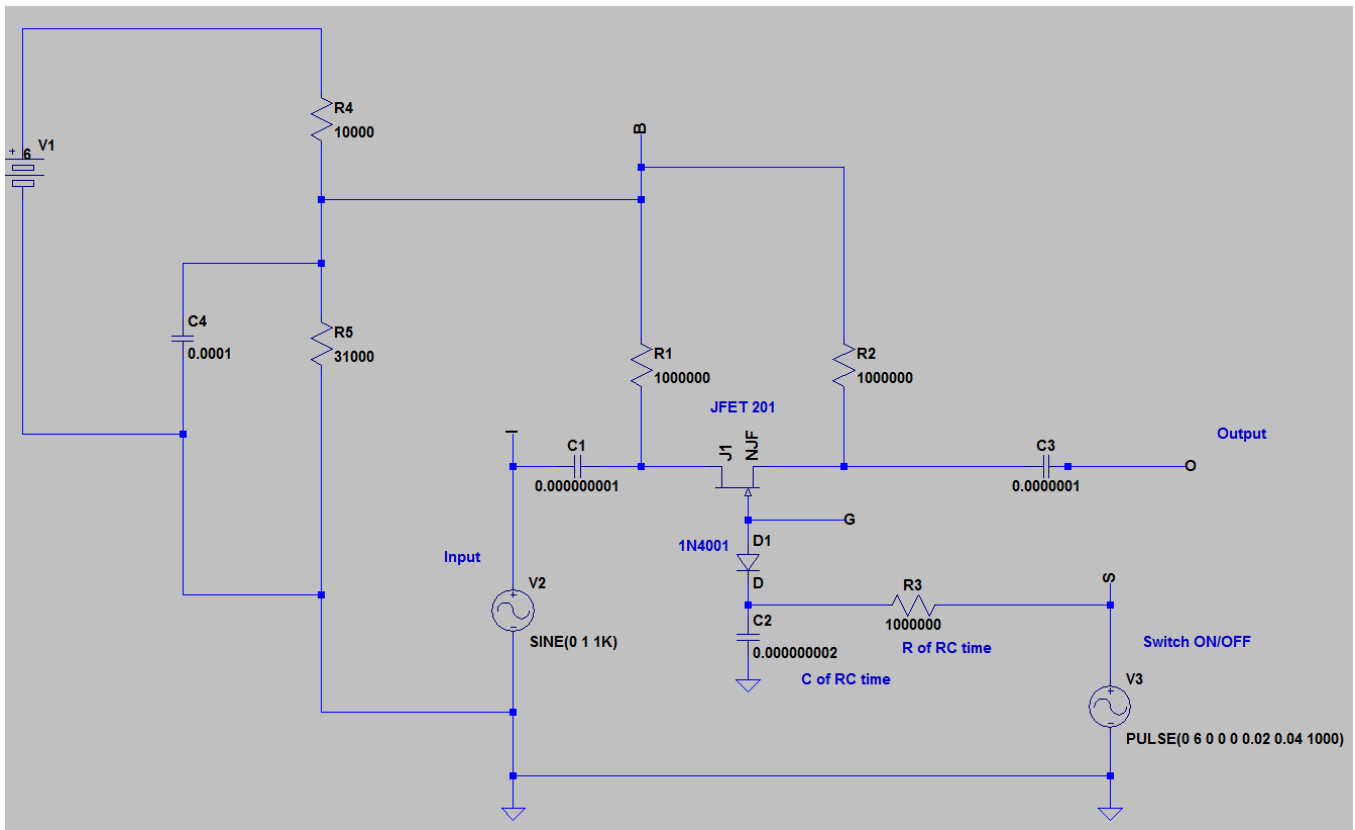 R4
10000
V1
+
6
B
C4
0.0001
R5
31000
R1
1000000
R2
1000000
JFET 201
J1
NJF
I
C1
0.000000001
C3
0.0000001
Output
O
G
1N4001
D1
D
Input
V2
SINE(0 1 1K)
C2
0.000000002
C of RC time
R3
1000000
R of RC time
S
Switch ON/OFF
V3
PULSE(0 6 0 0 0 0.02 0.04 1000)